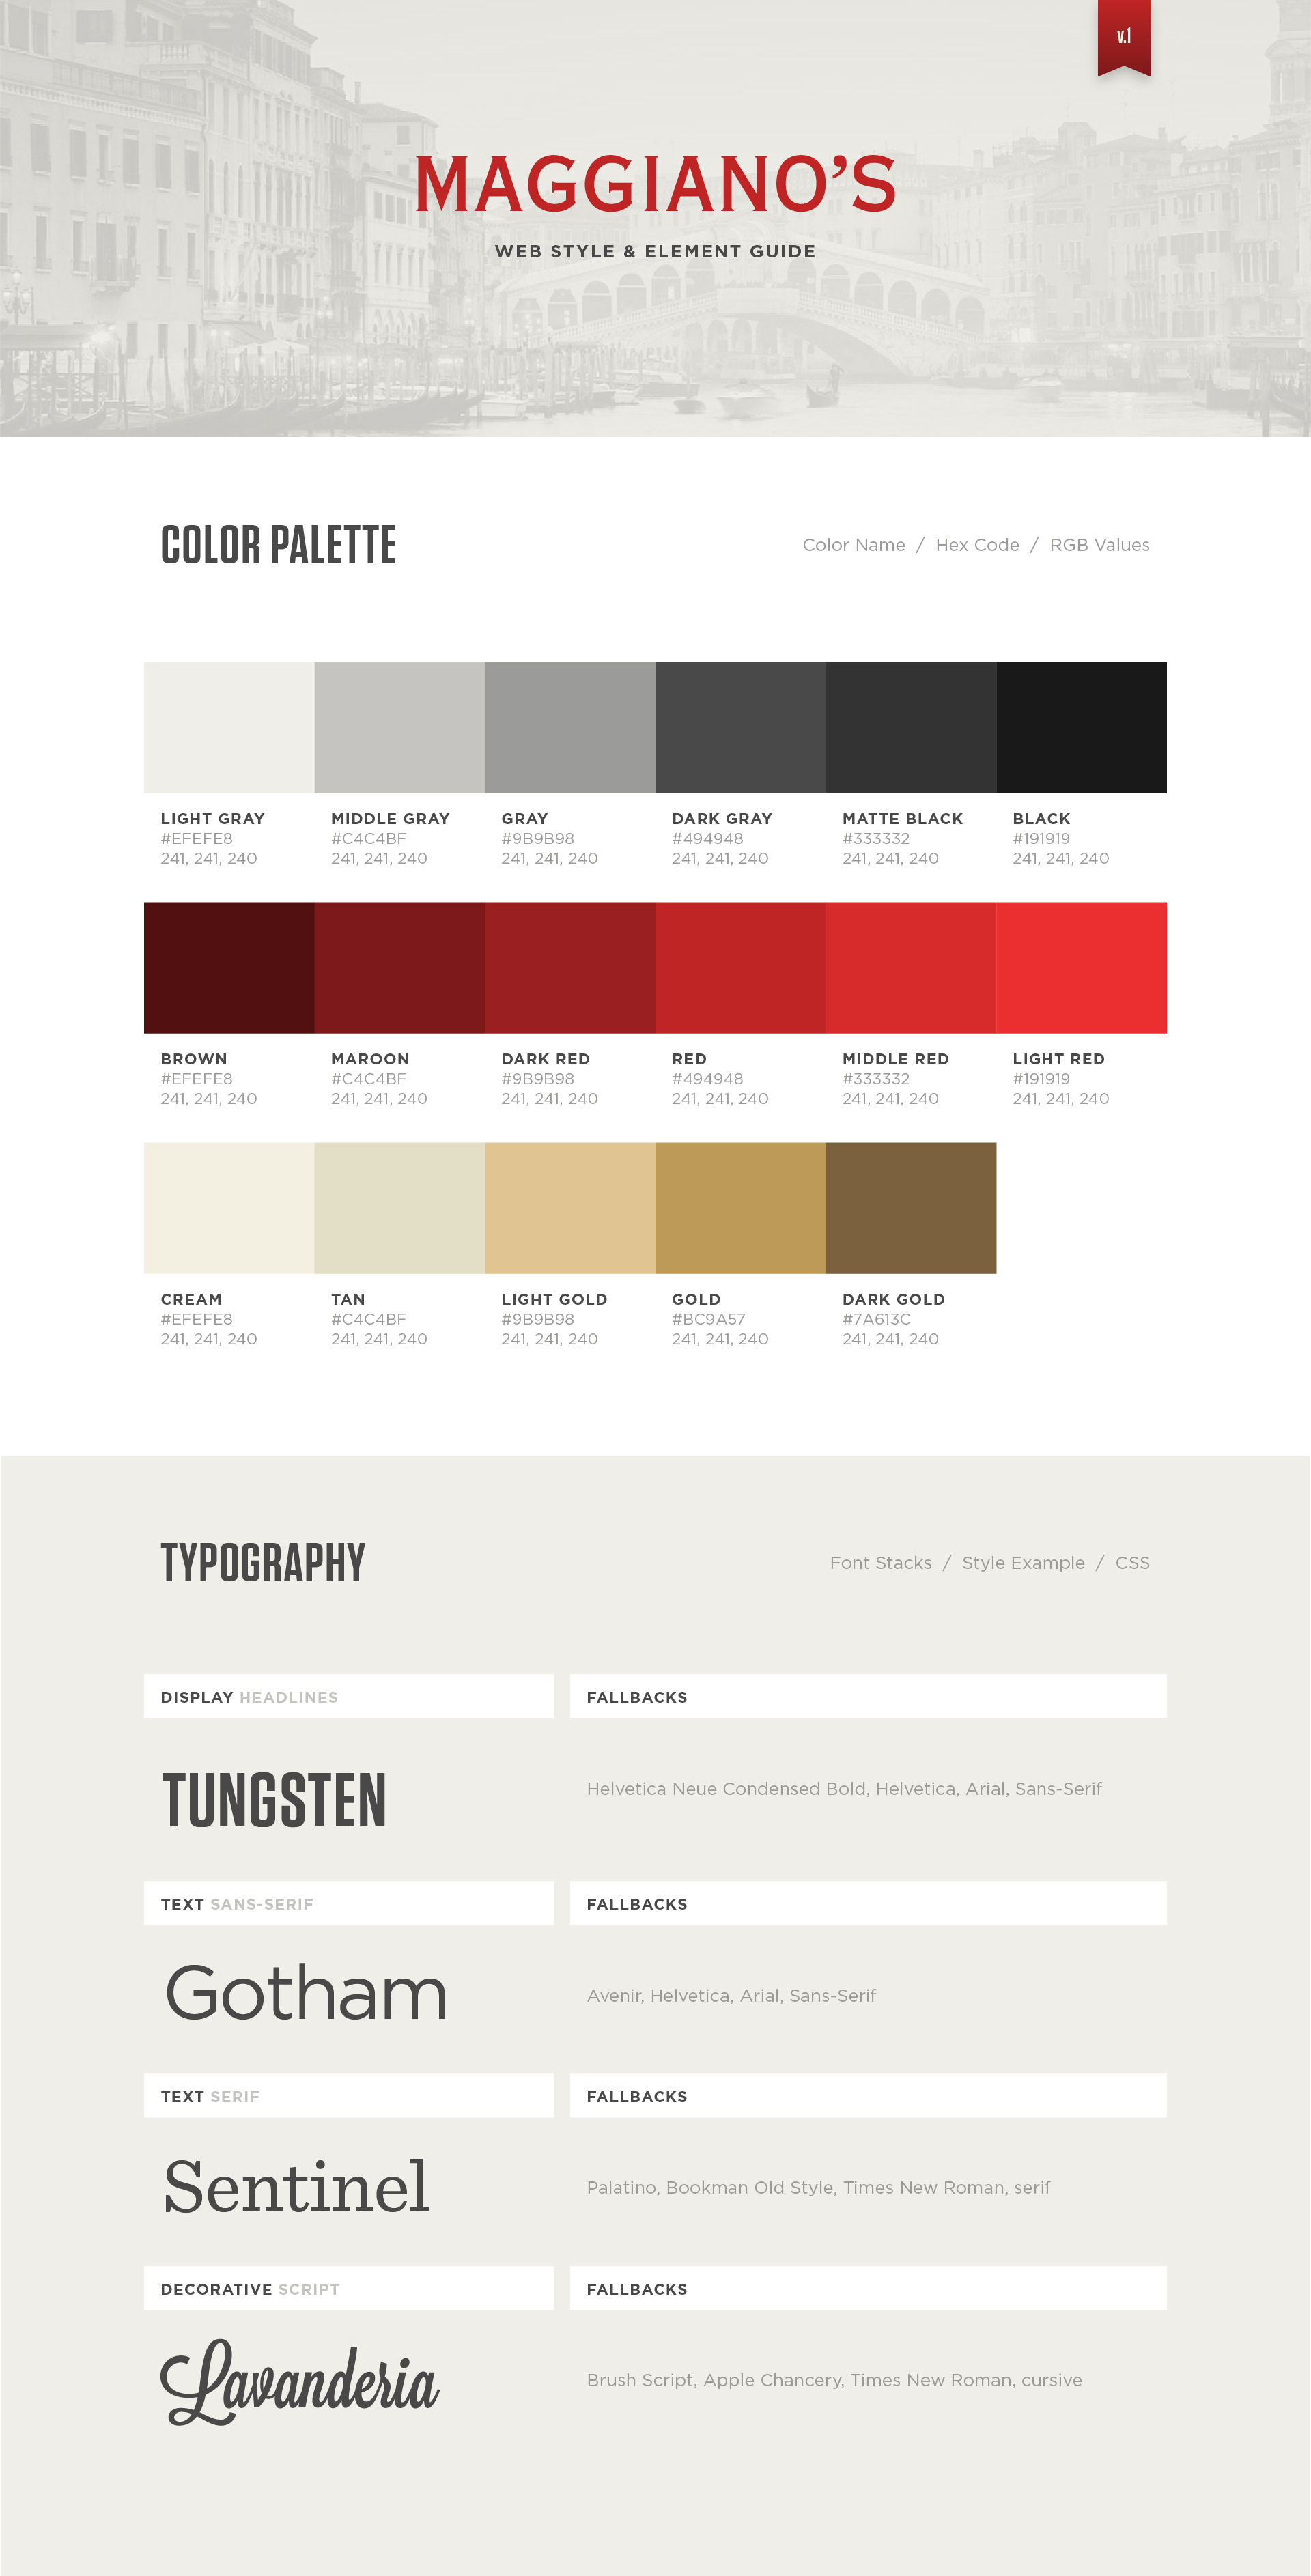 v.1
MAGGIANO’S
WEB STYLE & ELEMENT GUIDE
COLOR PALETTE
Color Name / Hex Code / RGB Values
LIGHT GRAY MIDDLE GRAY GRAY DARK GRAY MATTE BLACK BLACK
#EFEFE8 #C4C4BF #9B9B98 #494948 #333332 #191919
241, 241, 240 241, 241, 240 241, 241, 240 241, 241, 240 241, 241, 240 241, 241, 240
BROWN MAROON DARK RED RED MIDDLE RED LIGHT RED
#EFEFE8 #C4C4BF #9B9B98 #494948 #333332 #191919
241, 241, 240 241, 241, 240 241, 241, 240 241, 241, 240 241, 241, 240 241, 241, 240
CREAM TAN LIGHT GOLD GOLD DARK GOLD
#EFEFE8 #C4C4BF #9B9B98 #BC9A57 #7A613C
241, 241, 240 241, 241, 240 241, 241, 240 241, 241, 240 241, 241, 240
TYPOGRAPHY
Font Stacks / Style Example / CSS
DISPLAY HEADLINES
FALLBACKS
TUNGSTEN
Helvetica Neue Condensed Bold, Helvetica, Arial, Sans-Serif
TEXT SANS-SERIF
FALLBACKS
Gotham
Avenir, Helvetica, Arial, Sans-Serif
TEXT SERIF
FALLBACKS
Sentinel
Palatino, Bookman Old Style, Times New Roman, serif
DECORATIVE SCRIPT
FALLBACKS
Lavanderia
Brush Script, Apple Chancery, Times New Roman, cursive